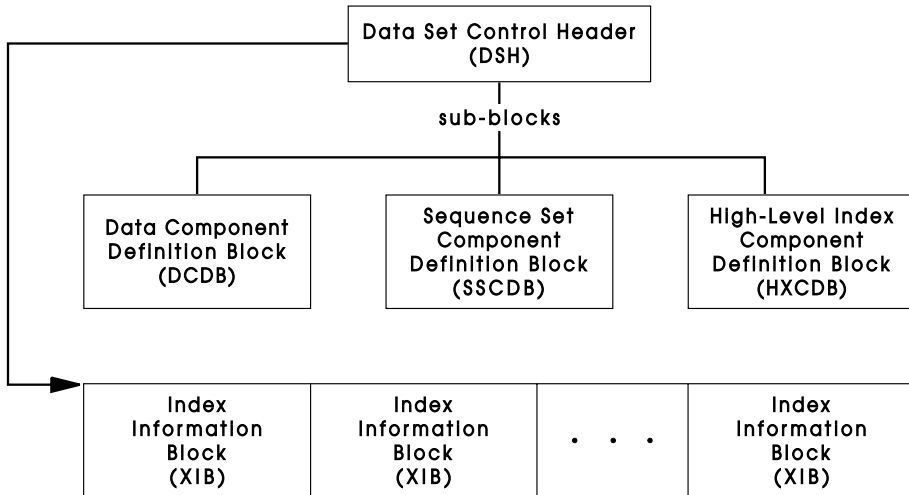 Data Set Control Header
(DSH)
sub-blocks
Data Component
Definition Block
(DCDB)
Sequence Set
Component
Definition Block
(SSCDB)
High-Level Index
Component
Definition Block
(HXCDB)
Index
Information
Block
(XIB)
Index
Information
Block
(XIB)
. . .
Index
Information
Block
(XIB)